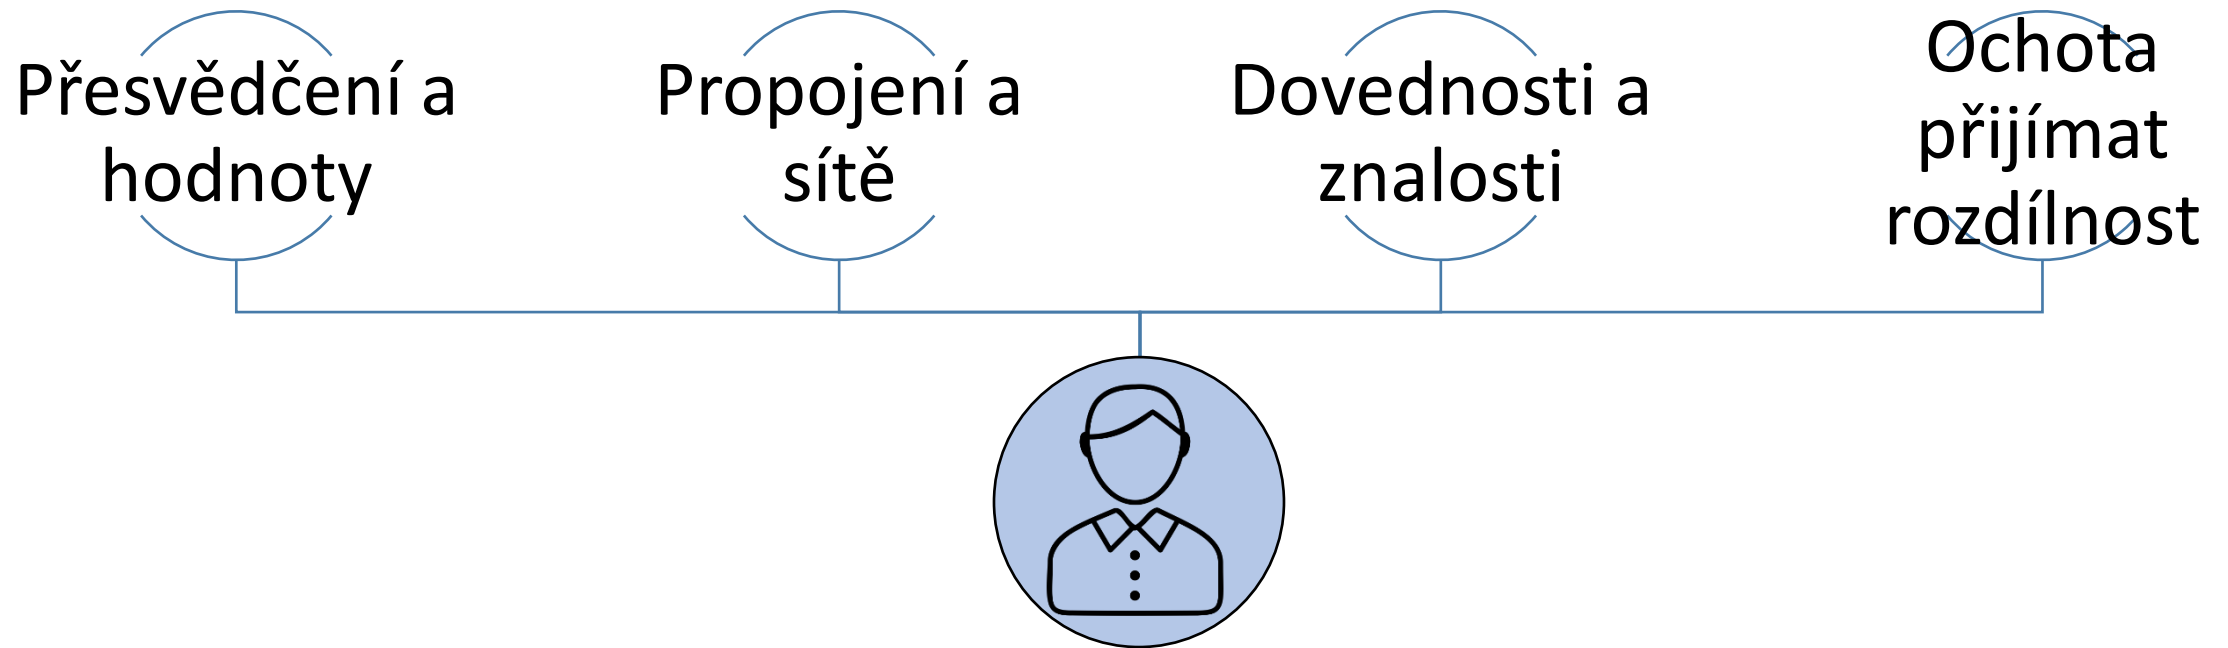 Přesvědčení a
hodnoty
Propojení a
sítě
Dovednosti a
znalosti
Ochota
přijímat
rozdílnost